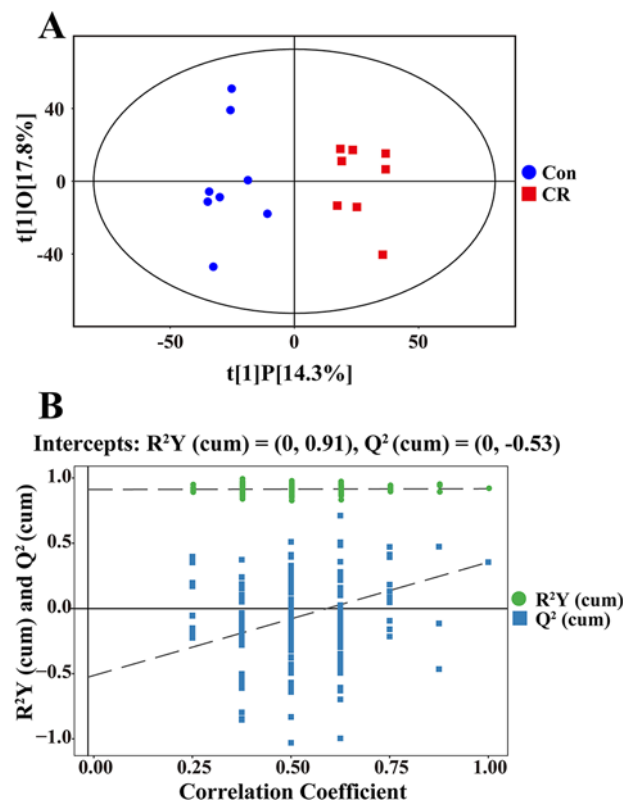 A
t[1]O[17.8%]
40
0
-40
-50
0
50
t[1]P[14.3%]
Con
CR
B
Intercepts: R²Y (cum) = (0, 0.91), Q² (cum) = (0, -0.53)
R²Y (cum) and Q² (cum)
1.0
0.5
0.0
−0.5
−1.0
0.00
0.25
0.50
0.75
1.00
Correlation Coefficient
R²Y (cum)
Q² (cum)